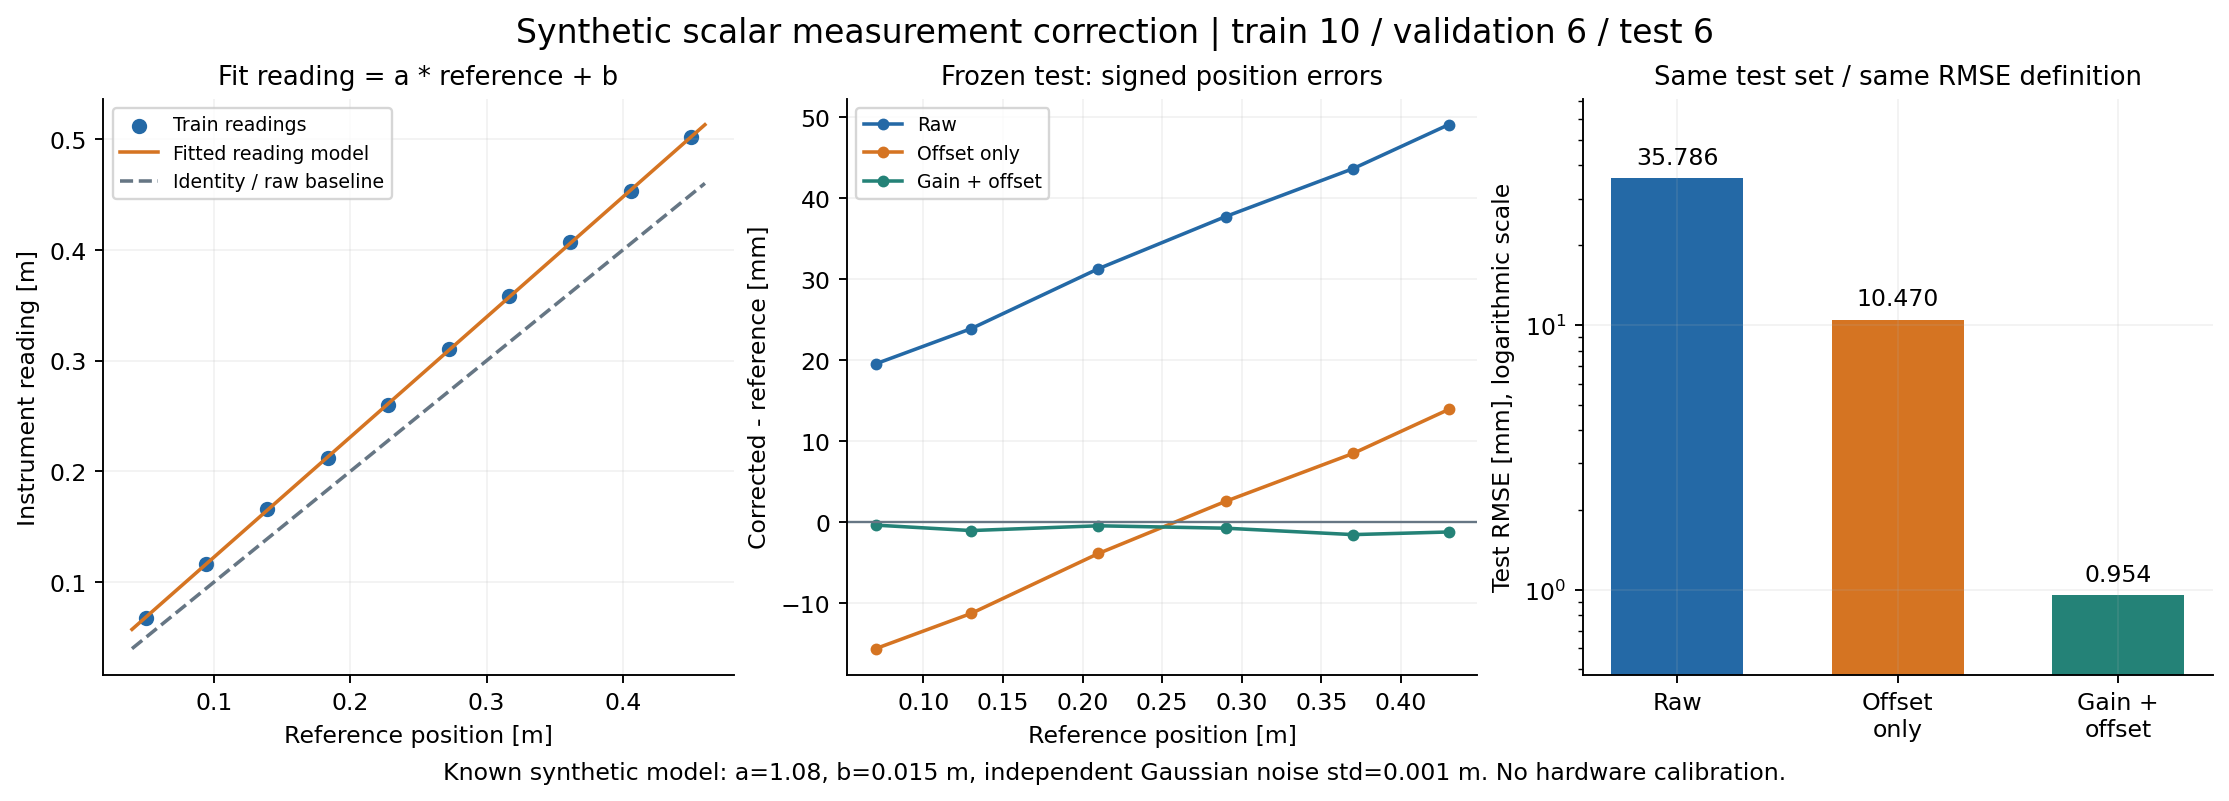 Synthetic scalar measurement correction | train 10 / validation 6 / test 6
Fit reading = a * reference + b
Train readings
Fitted reading model
Identity / raw baseline
Instrument reading [m]
0.5
0.4
0.3
0.2
0.1
0.1 0.2 0.3 0.4
Reference position [m]
Frozen test: signed position errors
Raw
Offset only
Gain + offset
Corrected - reference [mm]
50
40
30
20
10
0
−10
0.10 0.15 0.20 0.25 0.30 0.35 0.40
Reference position [m]
Same test set / same RMSE definition
Test RMSE [mm], logarithmic scale
10¹
10⁰
35.786
10.470
0.954
Raw
Offset
only
Gain +
offset
Known synthetic model: a=1.08, b=0.015 m, independent Gaussian noise std=0.001 m. No hardware calibration.